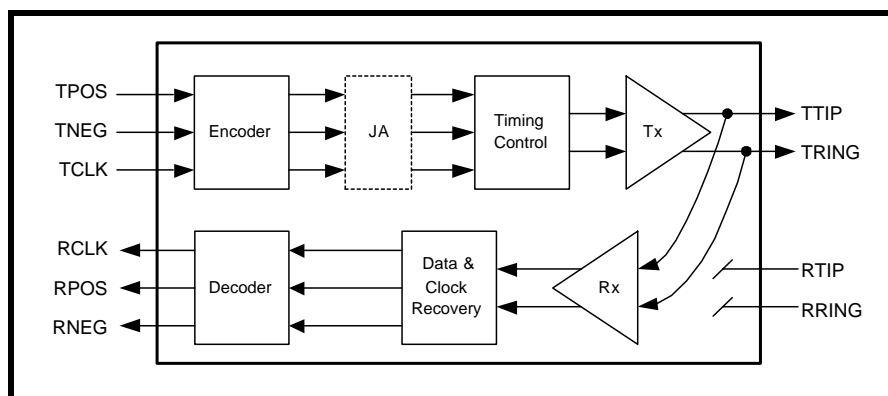 TPOS
TNEG
TCLK
Encoder
JA
Timing
Control
Tx
TTIP
TRING
RCLK
RPOS
RNEG
Decoder
Data &
Clock
Recovery
Rx
RTIP
RRING